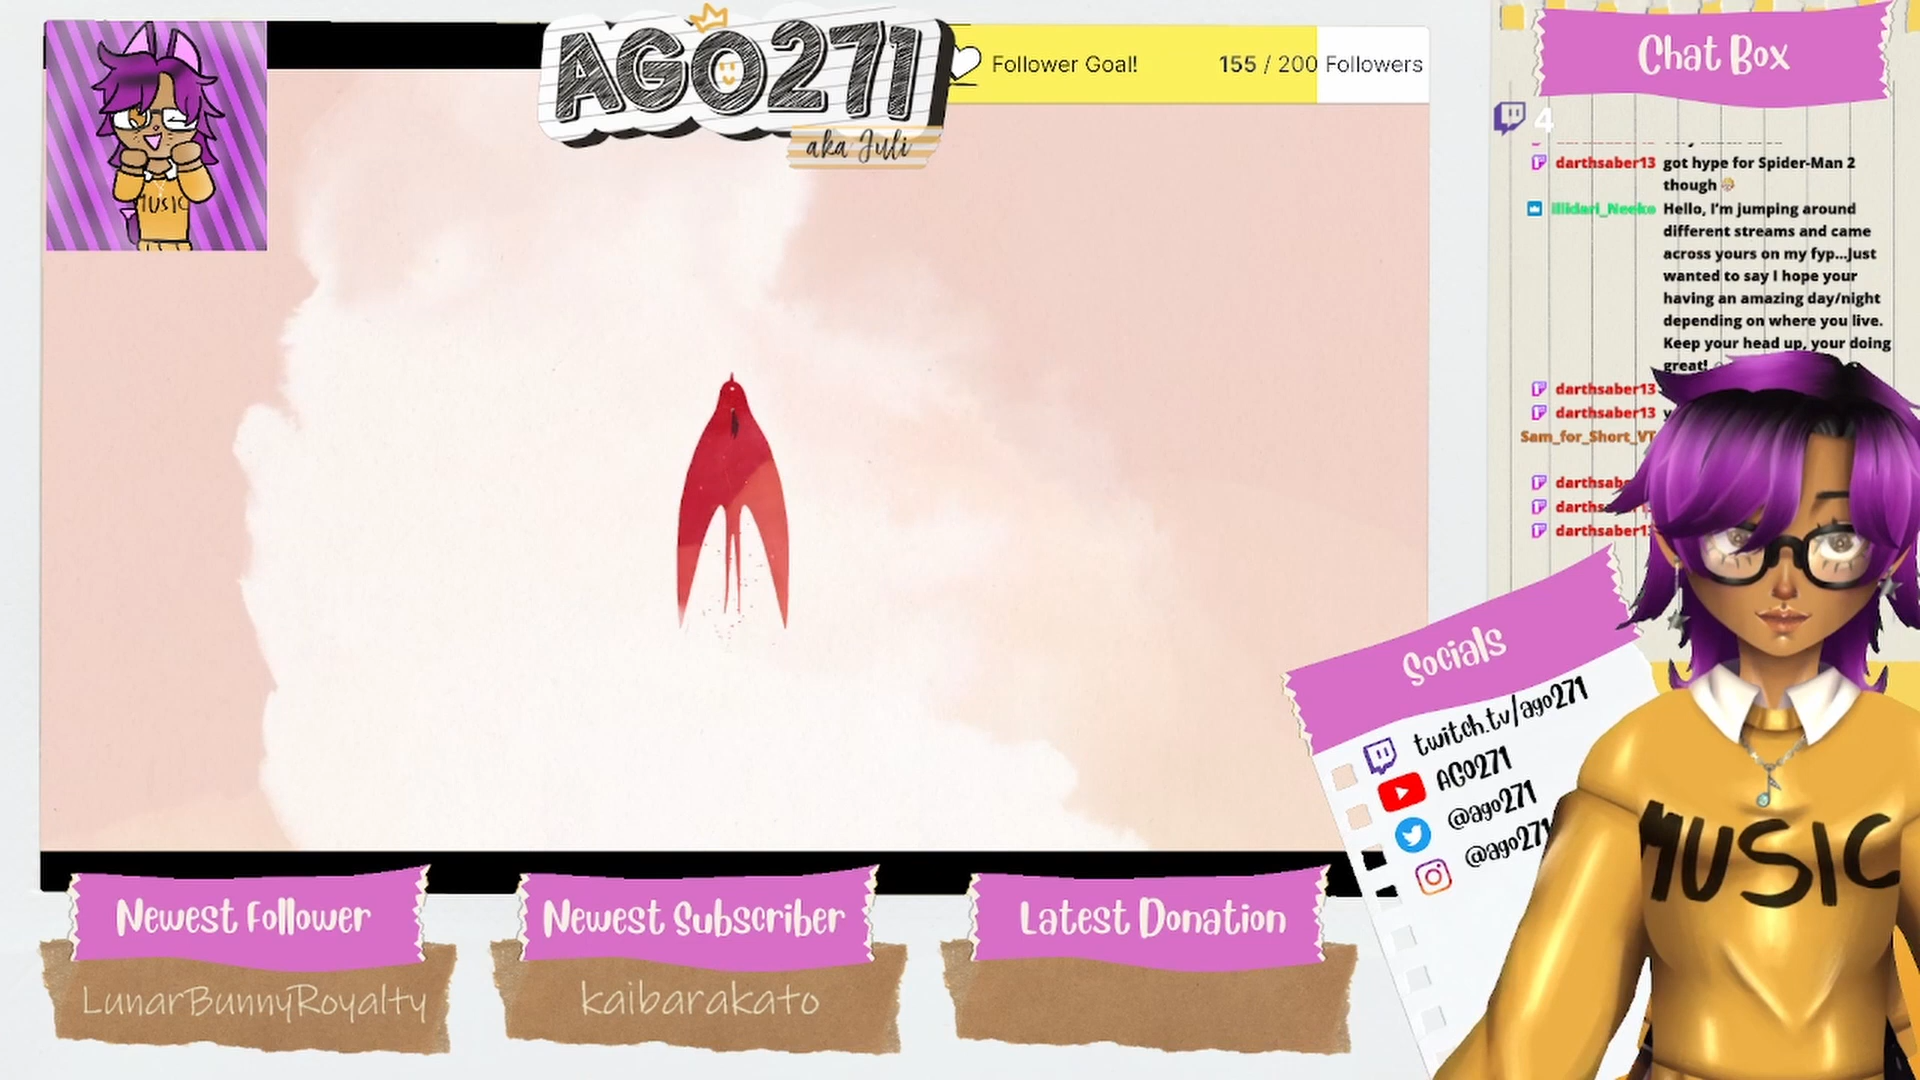 AGO271
aka Juli
Follower Goal!
155 / 200 Followers
Chat Box
4
darthsaber13 got hype for Spider-Man 2
though
Illidari_Neeko Hello, I'm jumping around
different streams and came
across yours on my fyp...Just
wanted to say I hope your
having an amazing day/night
depending on where you live.
Keep your head up, your doing
great!
darthsaber13
darthsaber13
Sam_for_Short_VT
MUSIC
Socials
twitch.tv/ago271
AGO271
@ago271
@ago271
MUSIC
Newest Follower
LunarBunnyRoyalty
Newest Subscriber
kaibarakato
Latest Donation